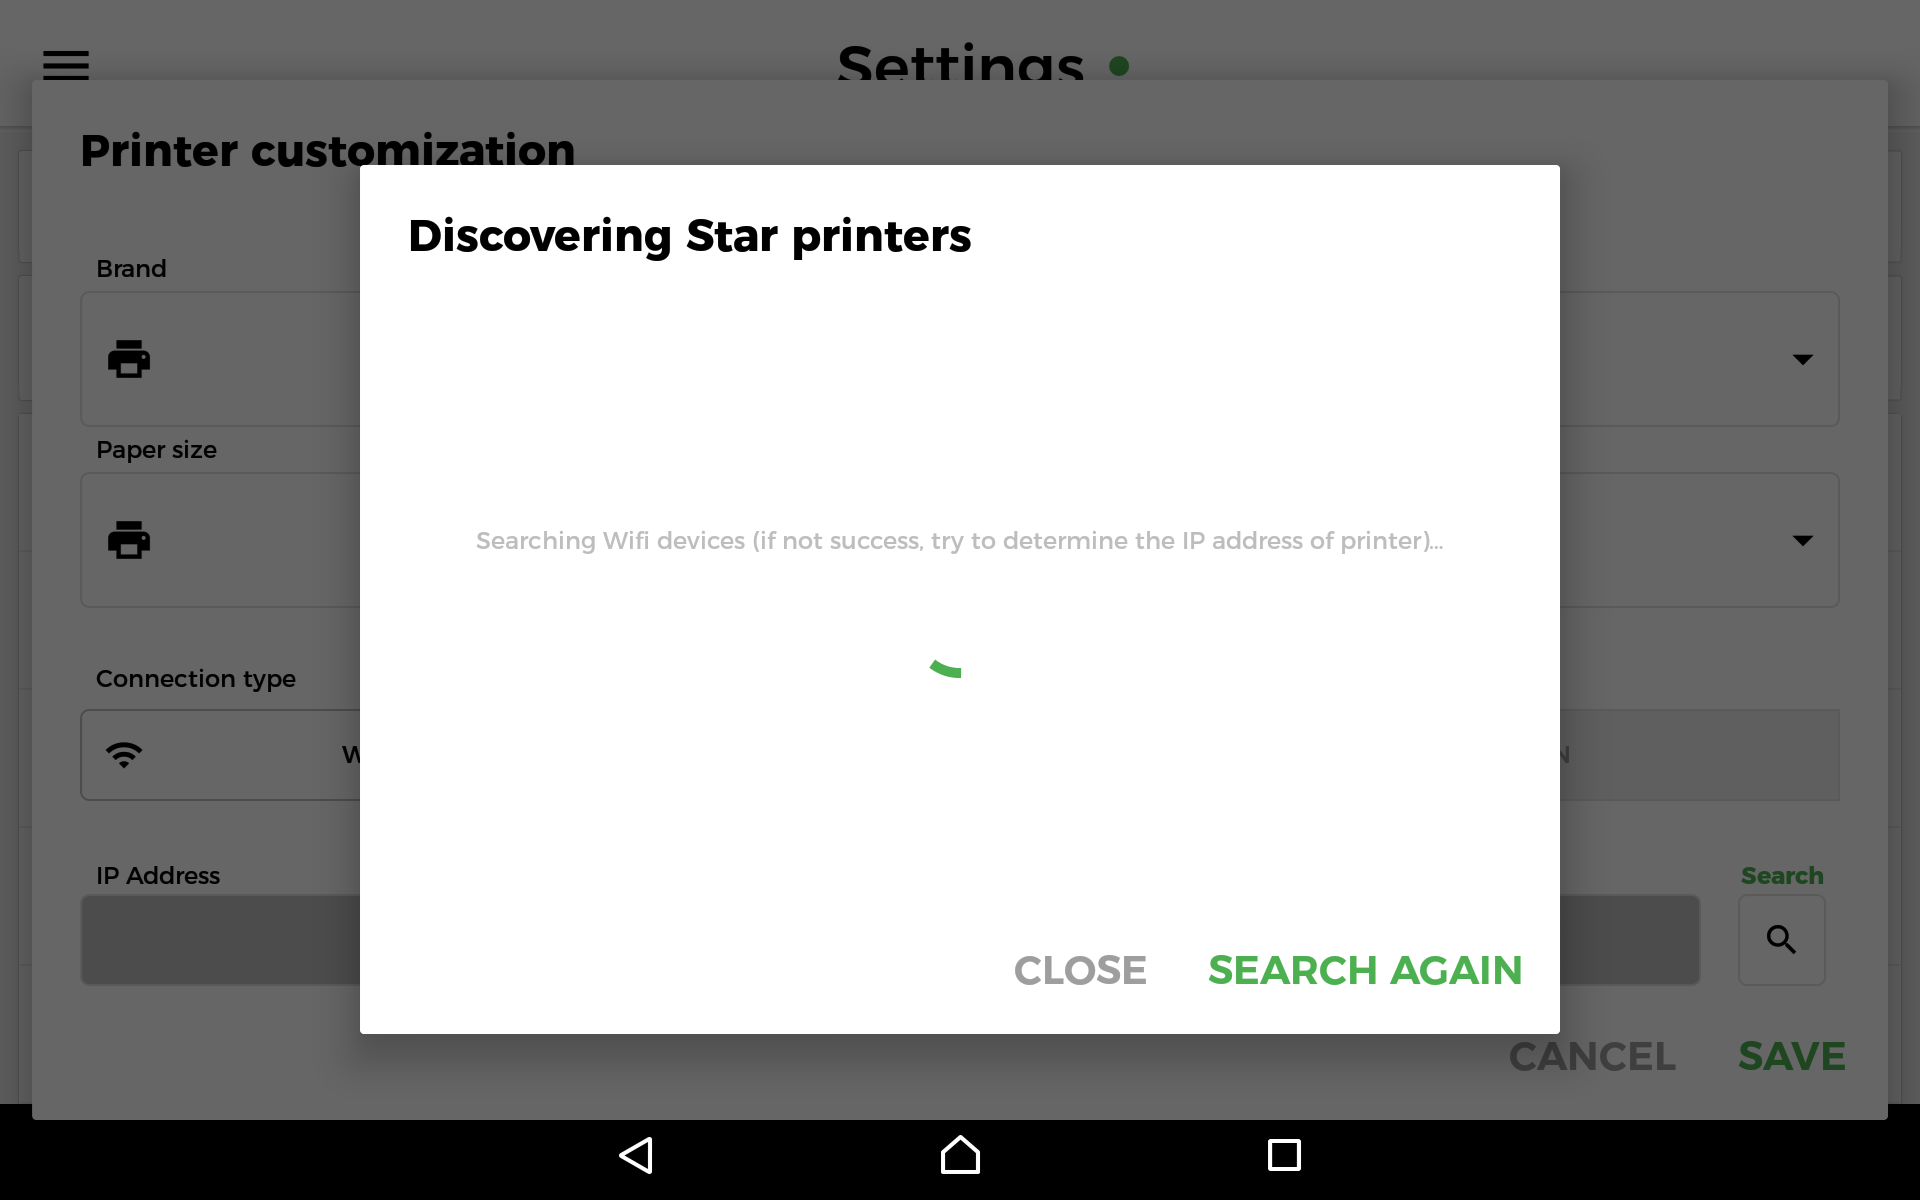 Settings
Printer customization
Discovering Star printers
Brand
Paper size
Searching Wifi devices (if not success, try to determine the IP address of printer)...
Connection type
IP Address
Search
CLOSE
SEARCH AGAIN
CANCEL
SAVE